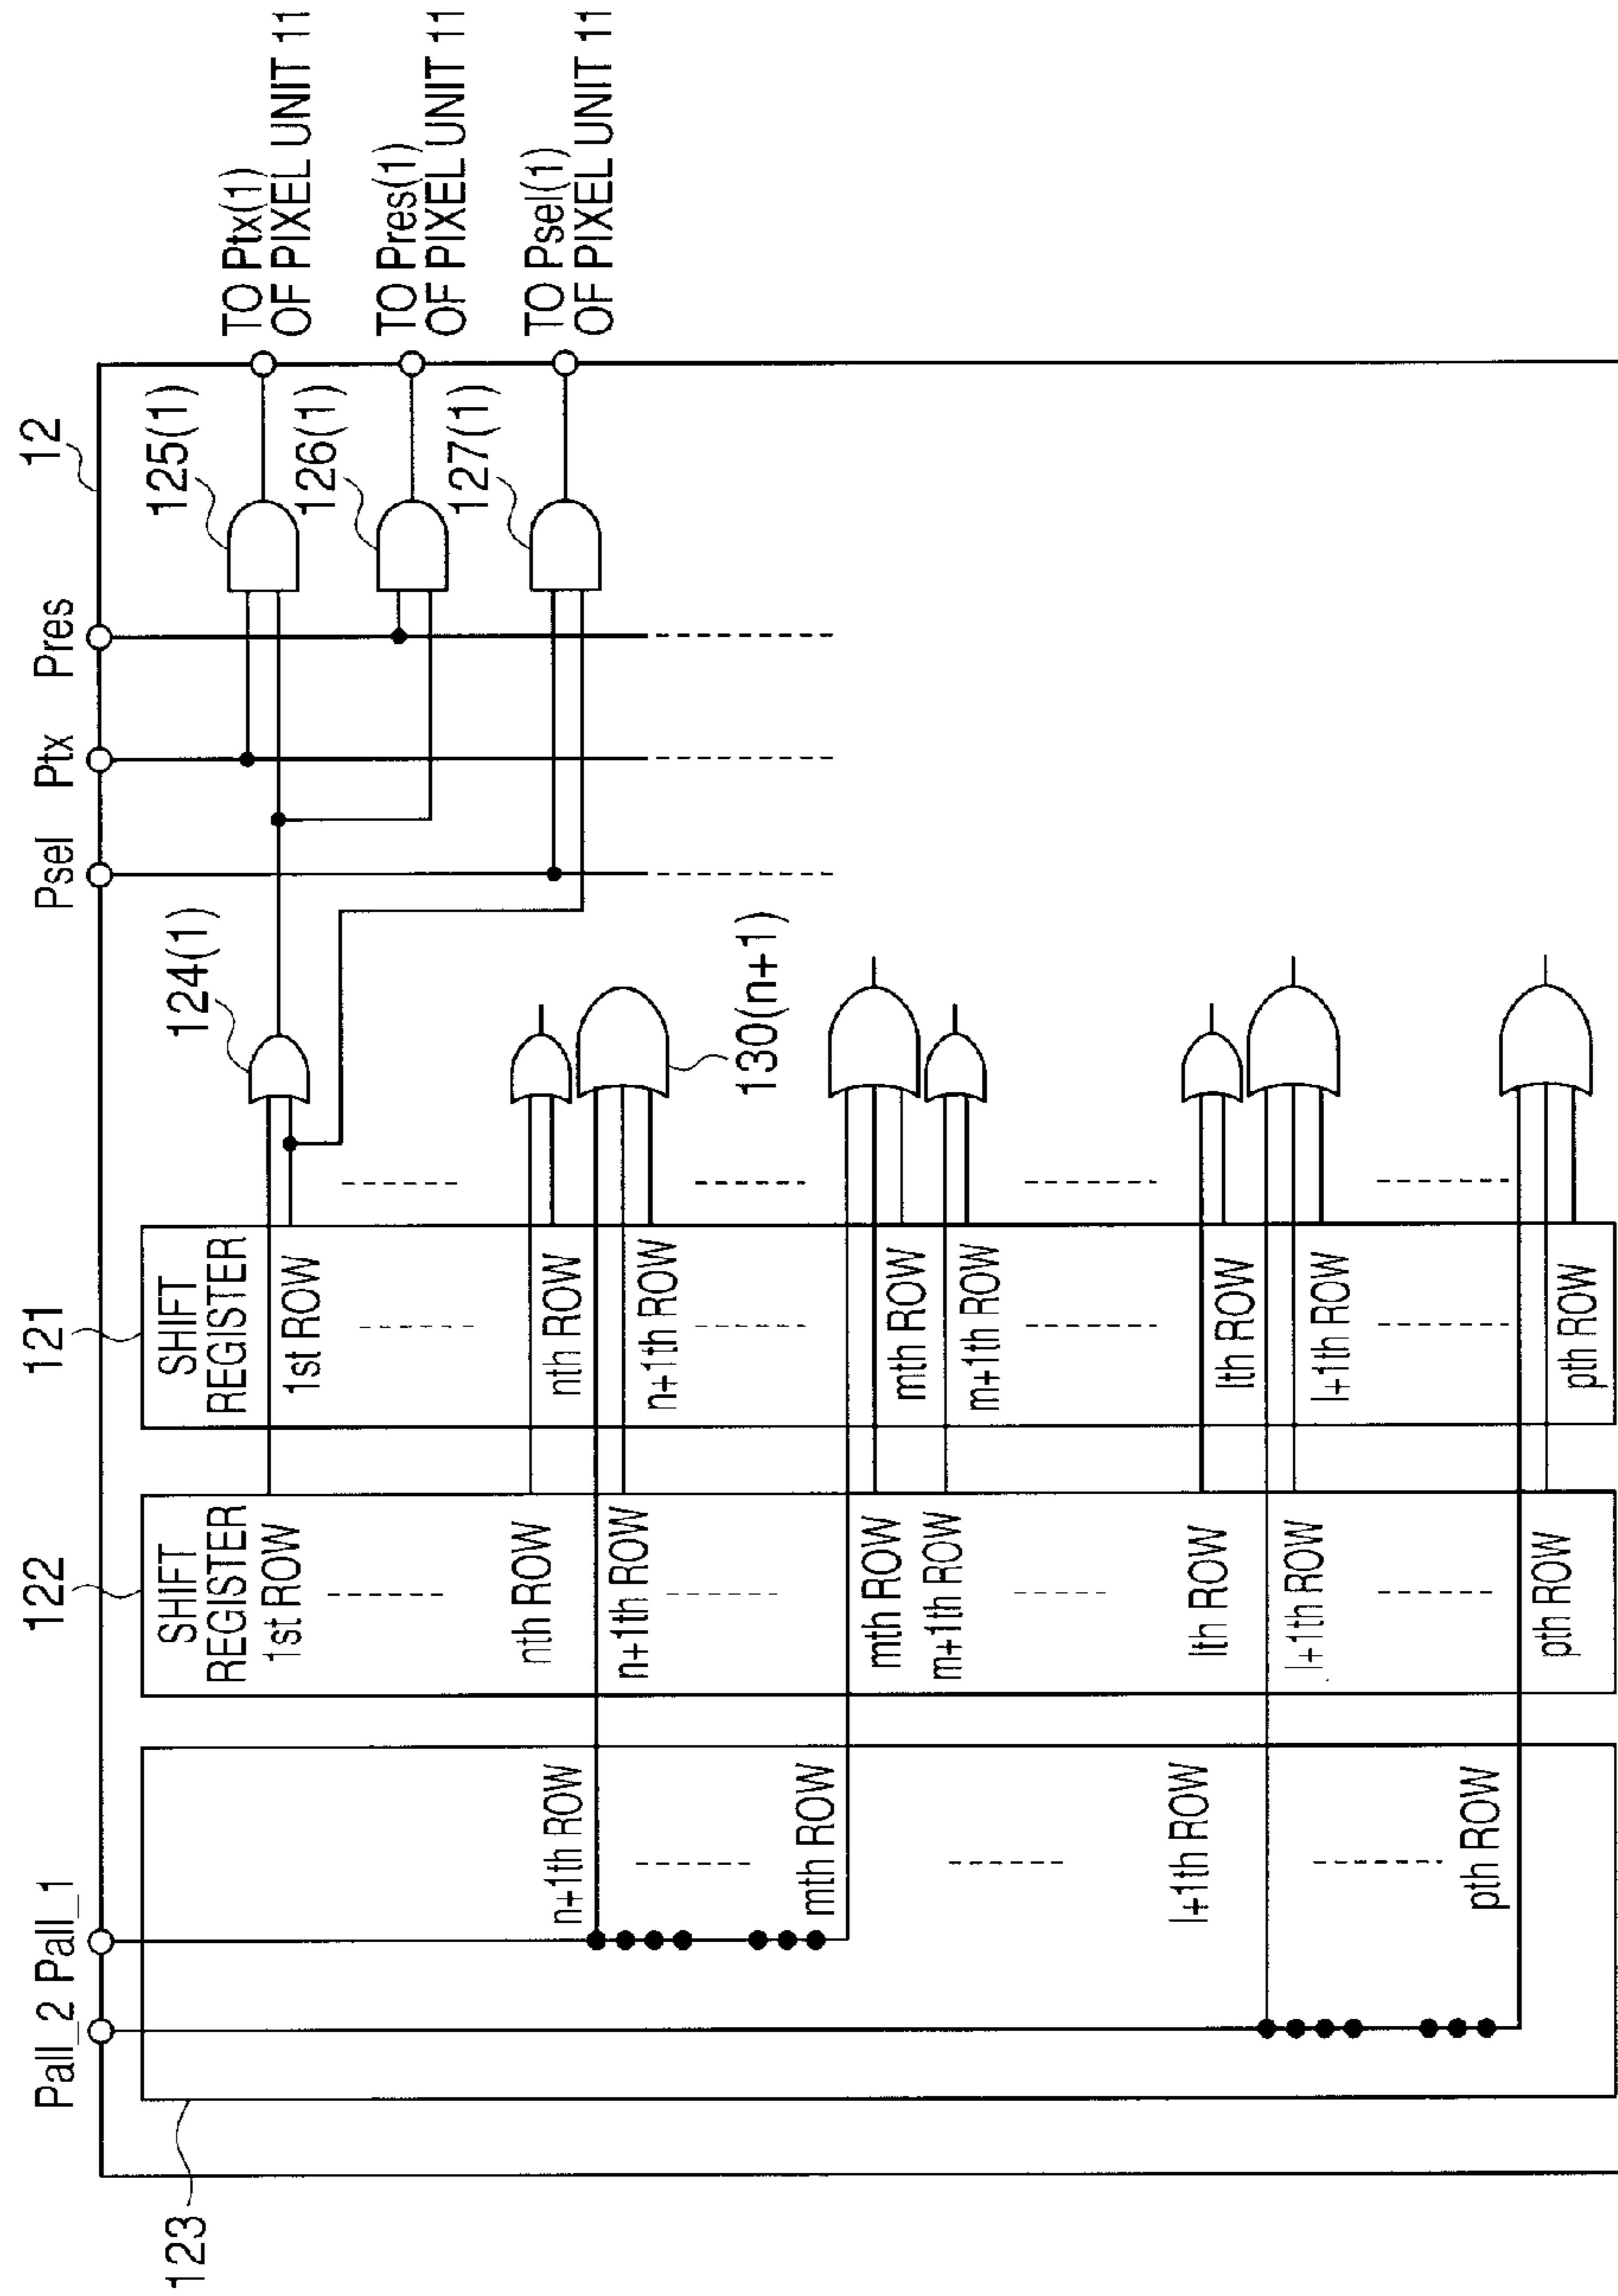 Pall_2 Pall_1
Psel
Ptx
Pres
12
123
122
121
SHIFT
REGISTER
1st ROW
nth ROW
n+1th ROW
mth ROW
m+1th ROW
lth ROW
l+1th ROW
pth ROW
SHIFT
REGISTER
1st ROW
nth ROW
n+1th ROW
mth ROW
m+1th ROW
lth ROW
l+1th ROW
pth ROW
n+1th ROW
mth ROW
l+1th ROW
pth ROW
124(1)
130(n+1)
125(1)
126(1)
127(1)
TO Ptx(1)
OF PIXEL UNIT 11
TO Pres(1)
OF PIXEL UNIT 11
TO Psel(1)
OF PIXEL UNIT 11